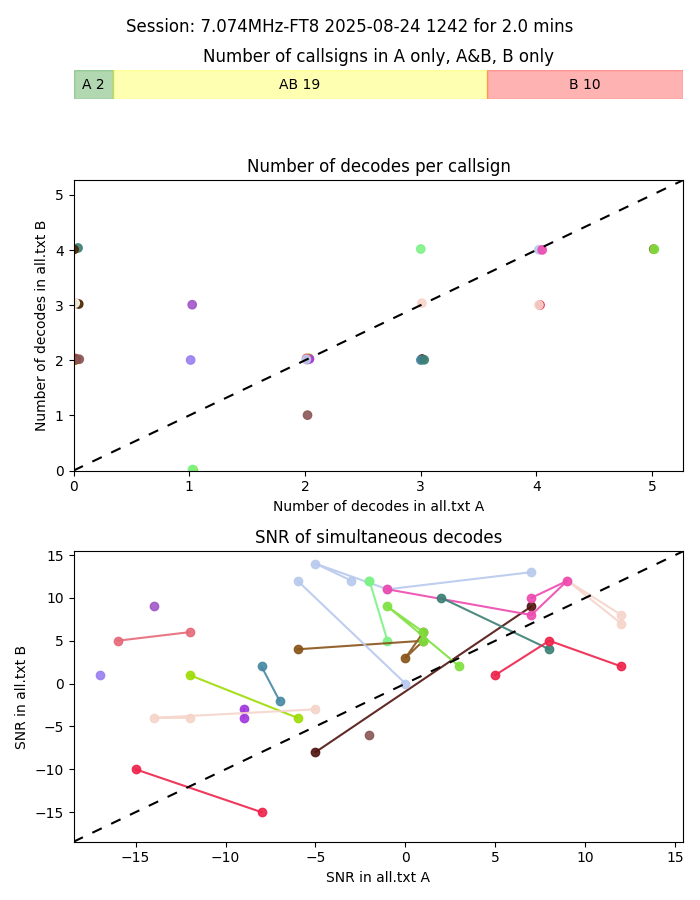 Session: 7.074MHz-FT8 2025-08-24 1242 for 2.0 mins
Number of callsigns in A only, A&B, B only
A 2
AB 19
B 10
Number of decodes per callsign
5
4
3
2
1
0
Number of decodes in all.txt B
0
1
2
3
4
5
Number of decodes in all.txt A
SNR of simultaneous decodes
15
10
5
0
−5
−10
−15
SNR in all.txt B
−15
−10
−5
0
5
10
15
SNR in all.txt A